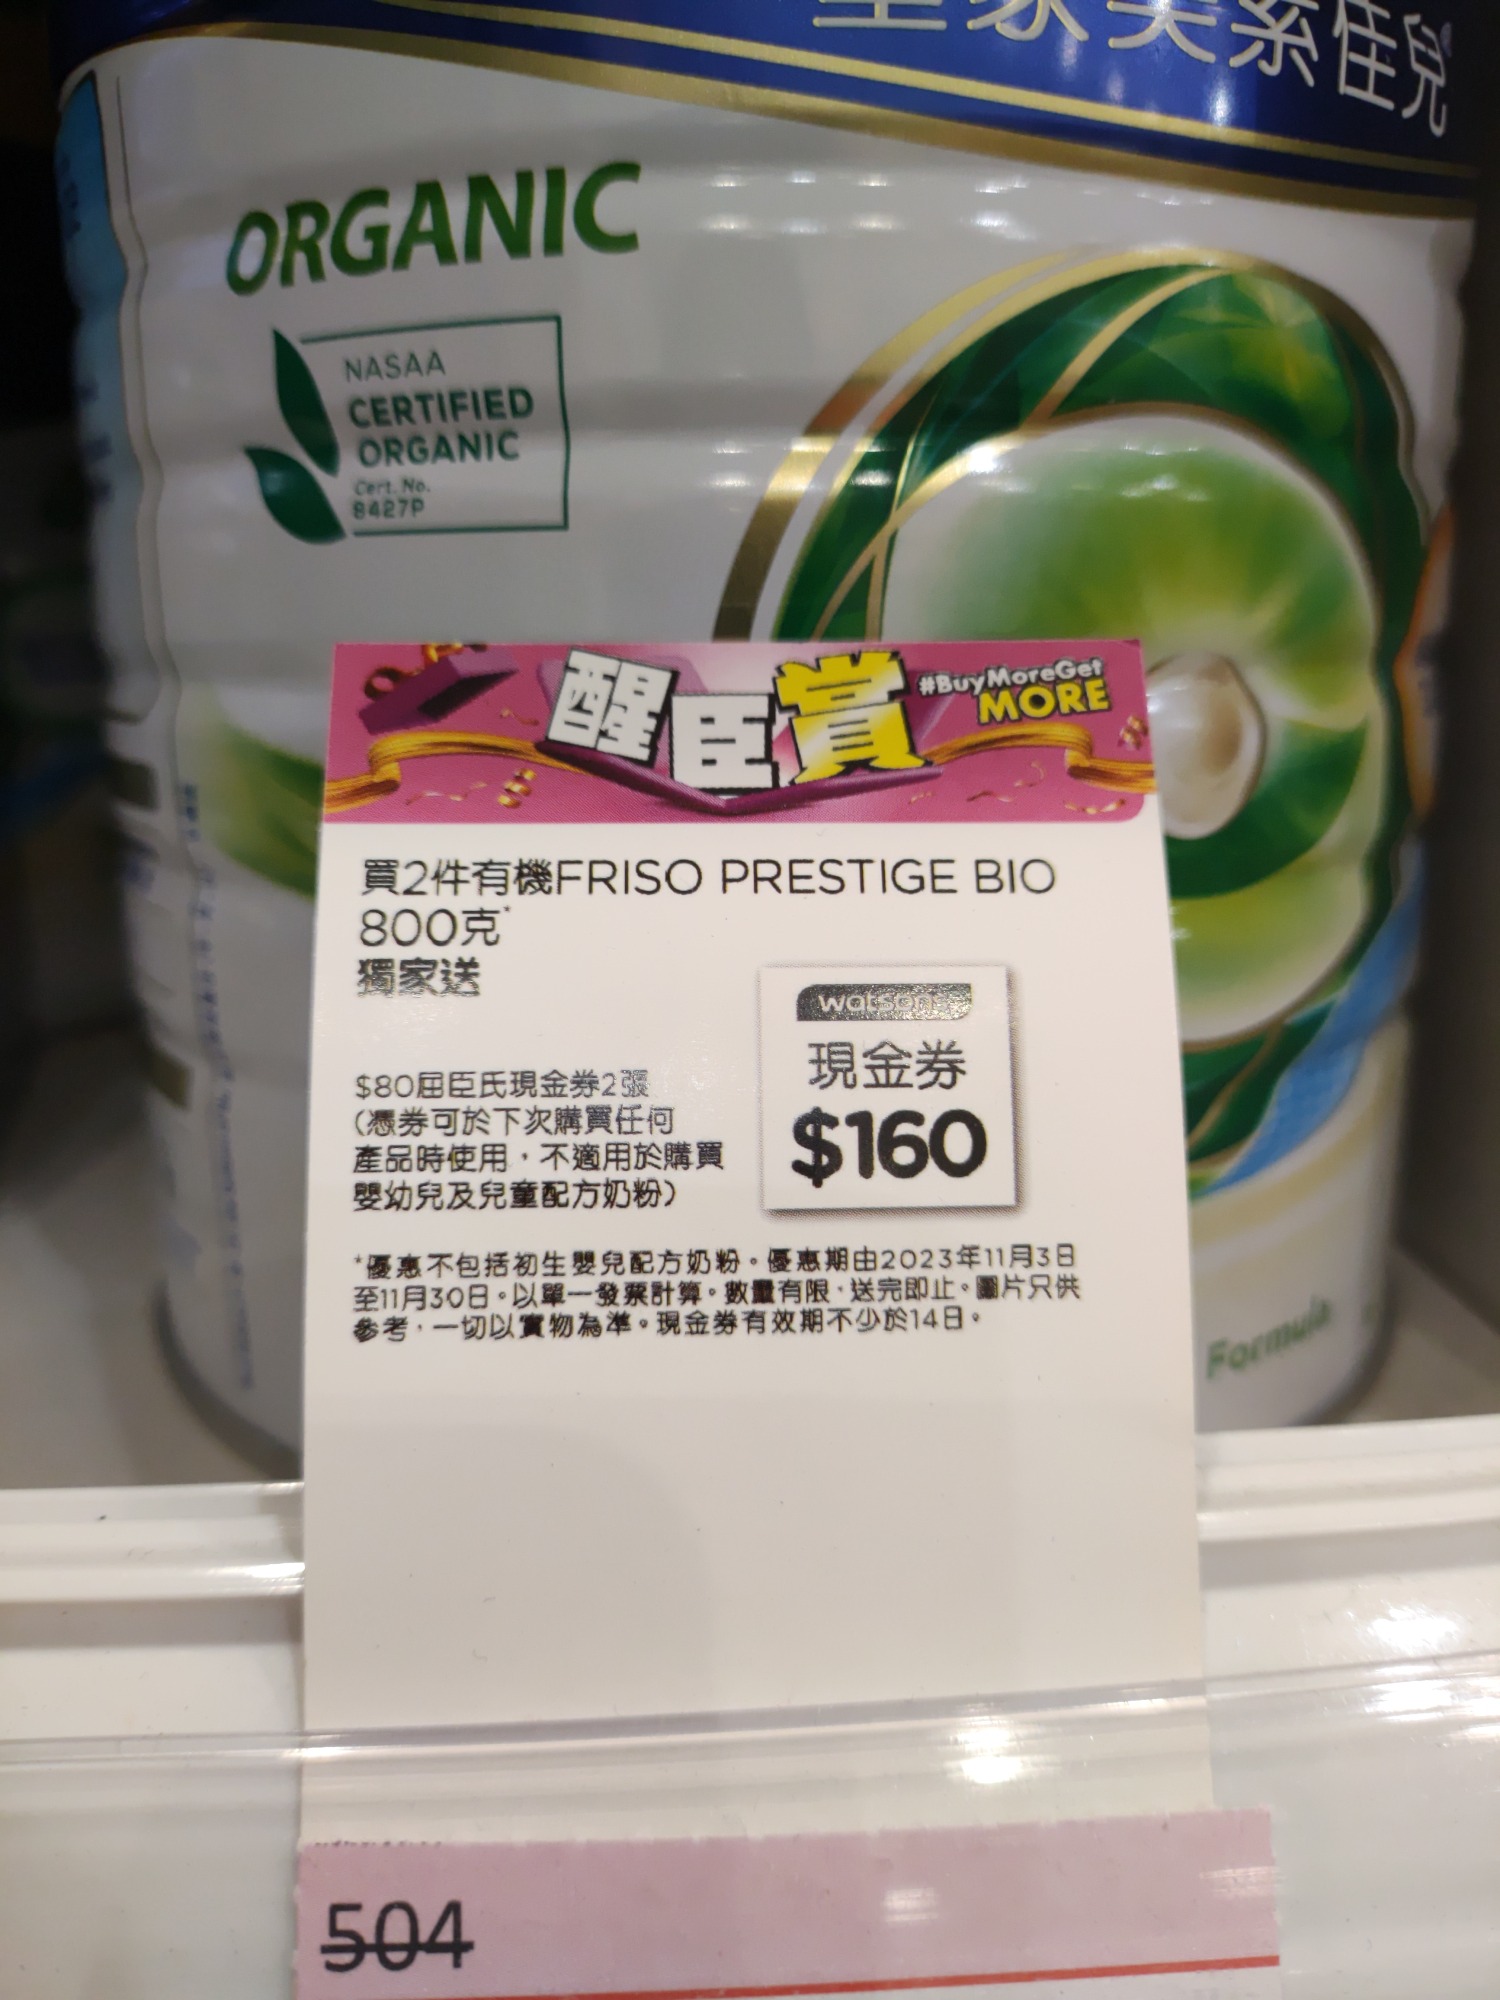 皇家美素佳兒
ORGANIC
NASAA
CERTIFIED
ORGANIC
Cert. No.
8427P
醒臣賞
#BuyMoreGet
MORE
買2件有機FRISO PRESTIGE BIO
800克*
獨家送
watsons
現金券
$160
$80屈臣氏現金券2張
(憑券可於下次購買任何
產品時使用，不適用於購買
嬰幼兒及兒童配方奶粉)
*優惠不包括初生嬰兒配方奶粉。優惠期由2023年11月3日
至11月30日。以單一發票計算。數量有限，送完即止。圖片只供
參考，一切以實物為準。現金券有效期不少於14日。
Formula
504